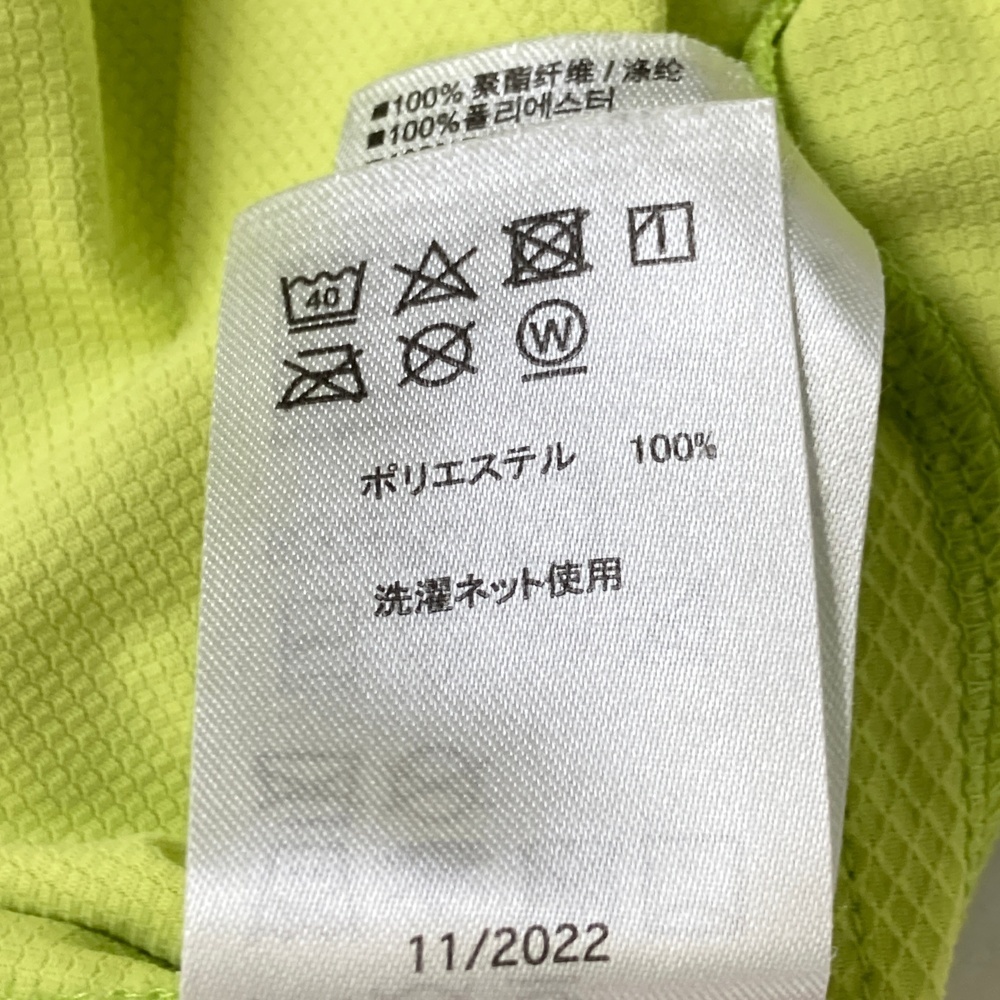 ■100% 聚酯纤维 / 涤纶
■100%폴리에스터
40
W
ポリエステル 100%
洗濯ネット使用
11/2022